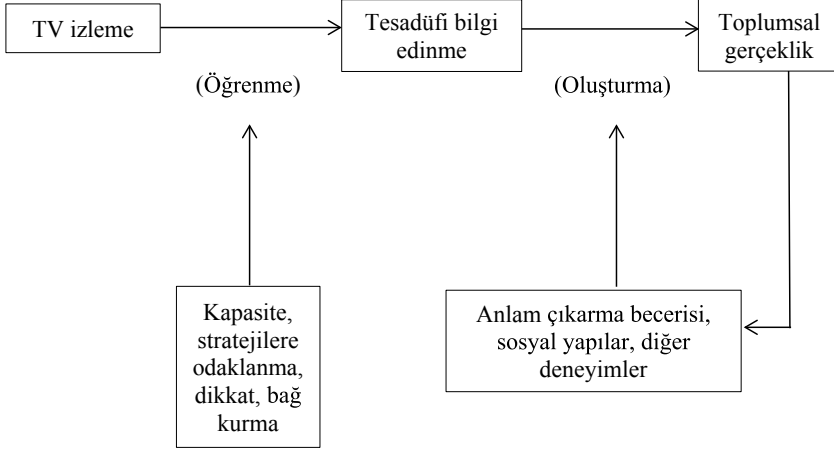 TV izleme
Tesadüfi bilgi
edinme
Toplumsal
gerçeklik
(Öğrenme)
(Oluşturma)
Kapasite,
stratejilere
odaklanma,
dikkat, bağ
kurma
Anlam çıkarma becerisi,
sosyal yapılar, diğer
deneyimler